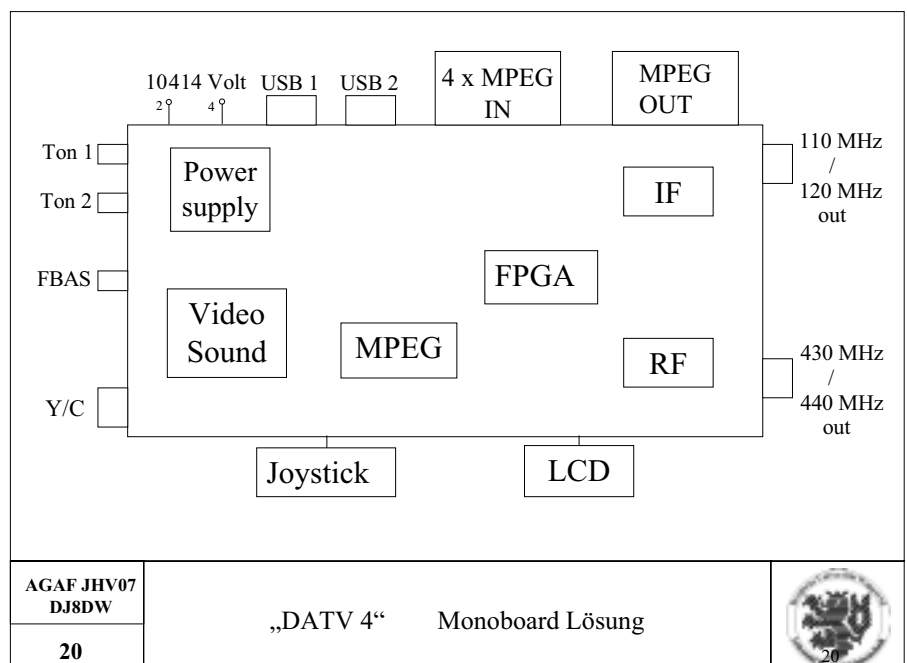 10414 Volt
2
4
USB 1
USB 2
4 x MPEG
IN
MPEG
OUT
Ton 1
Ton 2
FBAS
Y/C
Power
supply
Video
Sound
MPEG
FPGA
IF
RF
110 MHz
/
120 MHz
out
430 MHz
/
440 MHz
out
Joystick
LCD
AGAF JHV07
DJ8DW
20
„DATV 4“ Monoboard Lösung
20